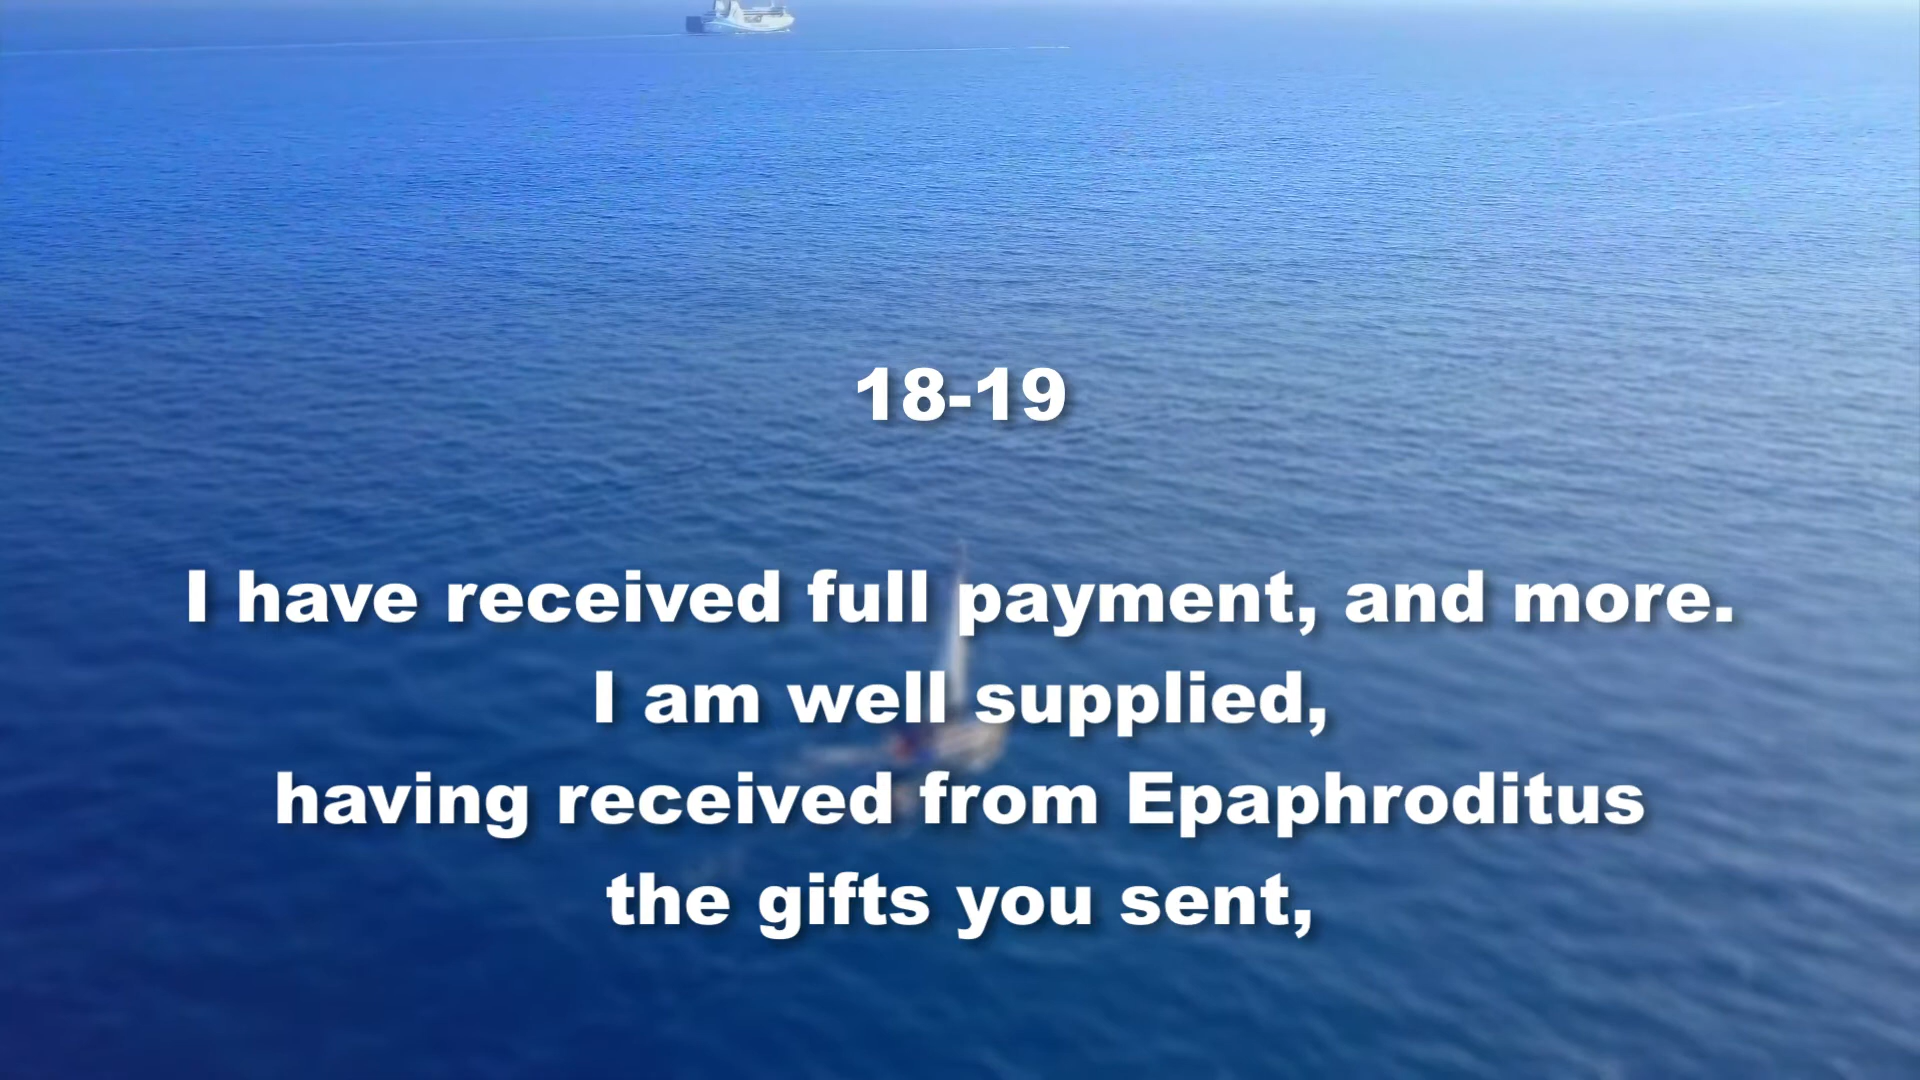 18-19
I have received full payment, and more.
I am well supplied,
having received from Epaphroditus
the gifts you sent,